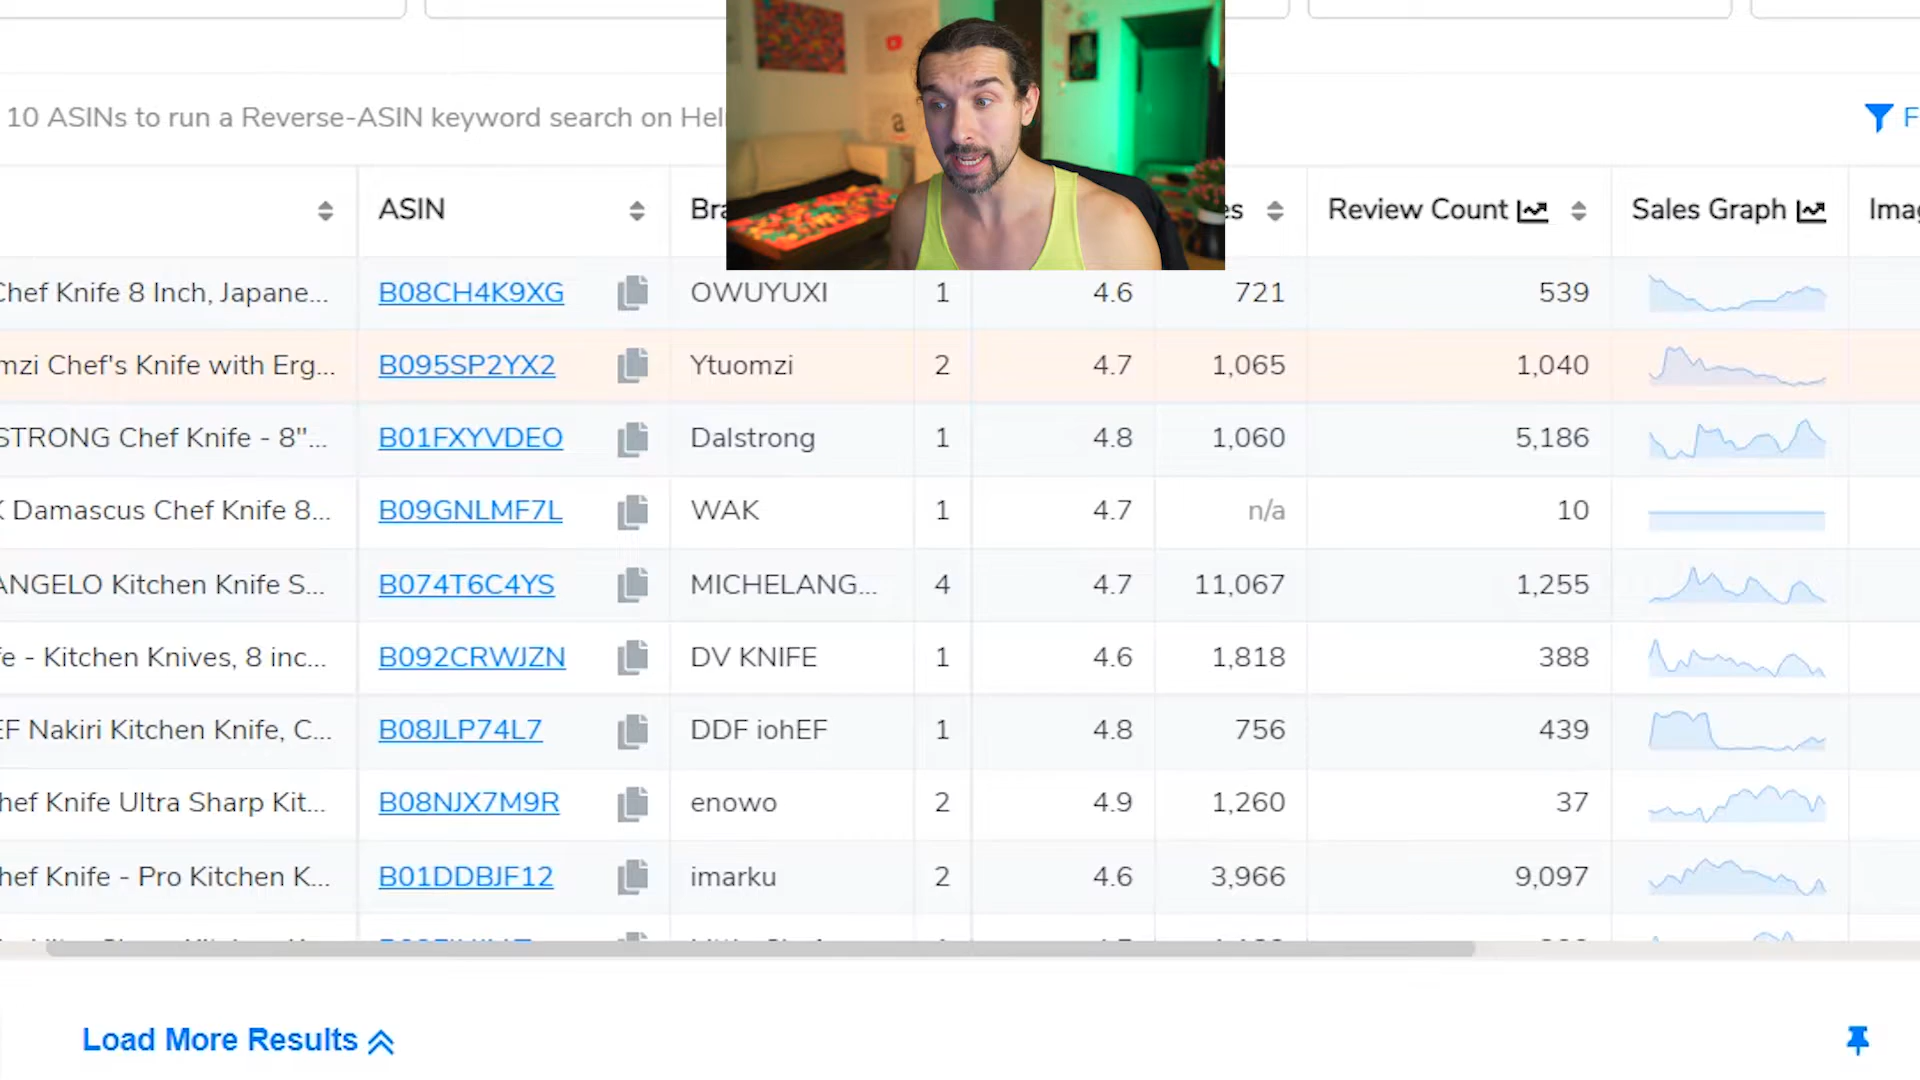 10 ASINs to run a Reverse-ASIN keyword search on Hel
F
ASIN Bra es Review Count Sales Graph Imag
Chef Knife 8 Inch, Japane... B08CH4K9XG OWUYUXI 1 4.6 721 539
mzi Chef's Knife with Erg... B095SP2YX2 Ytuomzi 2 4.7 1,065 1,040
STRONG Chef Knife - 8"... B01FXYVDEO Dalstrong 1 4.8 1,060 5,186
K Damascus Chef Knife 8... B09GNLMF7L WAK 1 4.7 n/a 10
ANGELO Kitchen Knife S... B074T6C4YS MICHELANG... 4 4.7 11,067 1,255
fe - Kitchen Knives, 8 inc... B092CRWJZN DV KNIFE 1 4.6 1,818 388
EF Nakiri Kitchen Knife, C... B08JLP74L7 DDF iohEF 1 4.8 756 439
hef Knife Ultra Sharp Kit... B08NJX7M9R enowo 2 4.9 1,260 37
hef Knife - Pro Kitchen K... B01DDBJF12 imarku 2 4.6 3,966 9,097
Load More Results